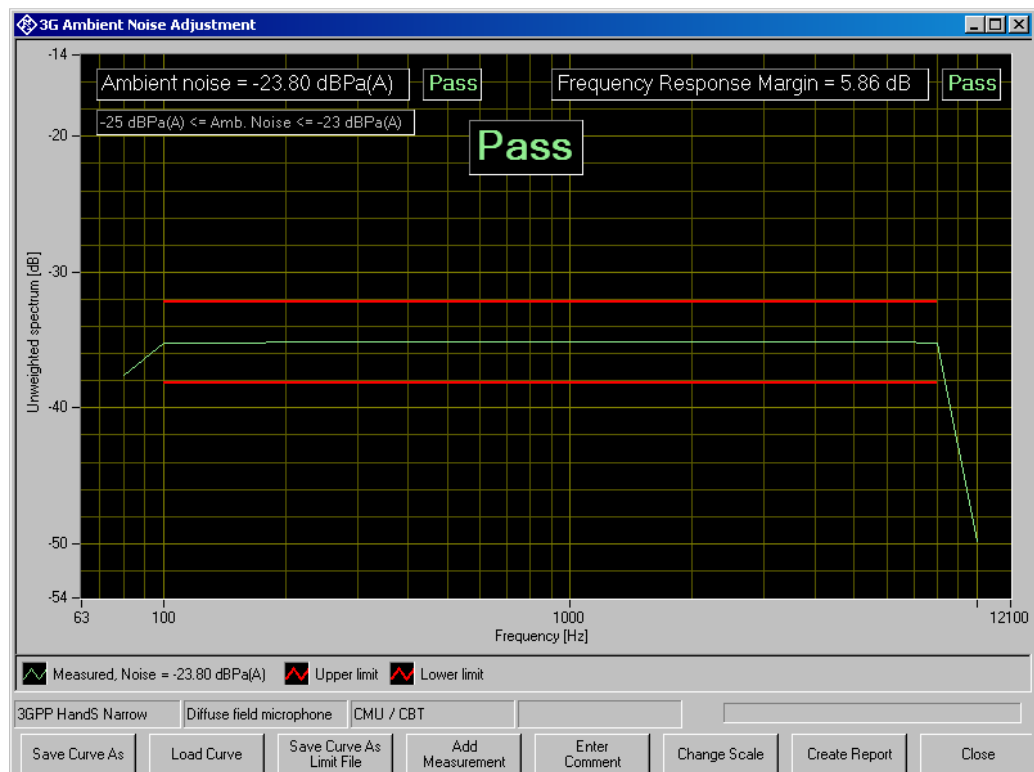 3G Ambient Noise Adjustment
Ambient noise = -23.80 dBPa(A)
Pass
Frequency Response Margin = 5.86 dB
Pass
-25 dBPa(A) <= Amb. Noise <= -23 dBPa(A)
Pass
Unweighted spectrum [dB]
-14
-20
-30
-40
-50
-54
63
100
1000
12100
Frequency [Hz]
Measured, Noise = -23.80 dBPa(A)
Upper limit
Lower limit
3GPP HandS Narrow
Diffuse field microphone
CMU / CBT
Save Curve As
Load Curve
Save Curve As
Limit File
Add
Measurement
Enter
Comment
Change Scale
Create Report
Close